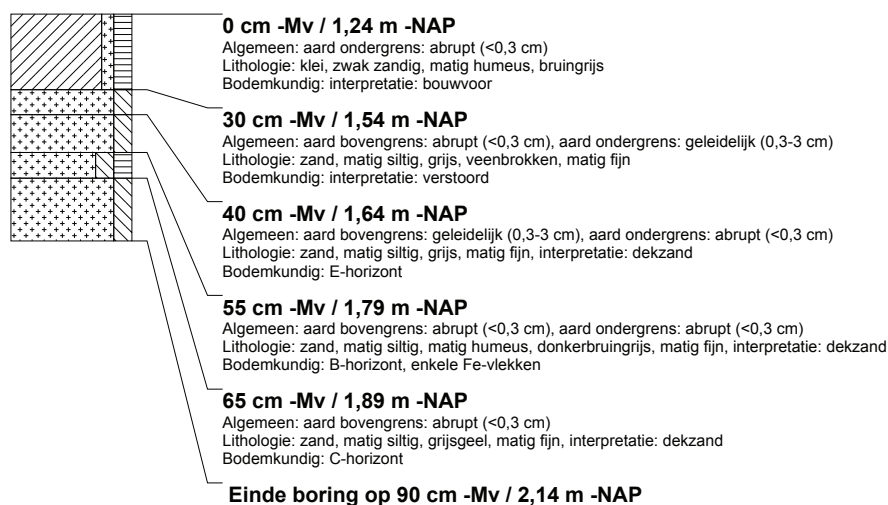 0 cm -Mv / 1,24 m -NAP
Algemeen: aard ondergrens: abrupt (<0,3 cm)
Lithologie: klei, zwak zandig, matig humeus, bruingrijs
Bodemkundig: interpretatie: bouwvoor
30 cm -Mv / 1,54 m -NAP
Algemeen: aard bovengrens: abrupt (<0,3 cm), aard ondergrens: geleidelijk (0,3-3 cm)
Lithologie: zand, matig siltig, grijs, veenbrokken, matig fijn
Bodemkundig: interpretatie: verstoord
40 cm -Mv / 1,64 m -NAP
Algemeen: aard bovengrens: geleidelijk (0,3-3 cm), aard ondergrens: abrupt (<0,3 cm)
Lithologie: zand, matig siltig, grijs, matig fijn, interpretatie: dekzand
Bodemkundig: E-horizont
55 cm -Mv / 1,79 m -NAP
Algemeen: aard bovengrens: abrupt (<0,3 cm), aard ondergrens: abrupt (<0,3 cm)
Lithologie: zand, matig siltig, matig humeus, donkerbruingrijs, matig fijn, interpretatie: dekzand
Bodemkundig: B-horizont, enkele Fe-vlekken
65 cm -Mv / 1,89 m -NAP
Algemeen: aard bovengrens: abrupt (<0,3 cm)
Lithologie: zand, matig siltig, grijsgeel, matig fijn, interpretatie: dekzand
Bodemkundig: C-horizont
Einde boring op 90 cm -Mv / 2,14 m -NAP